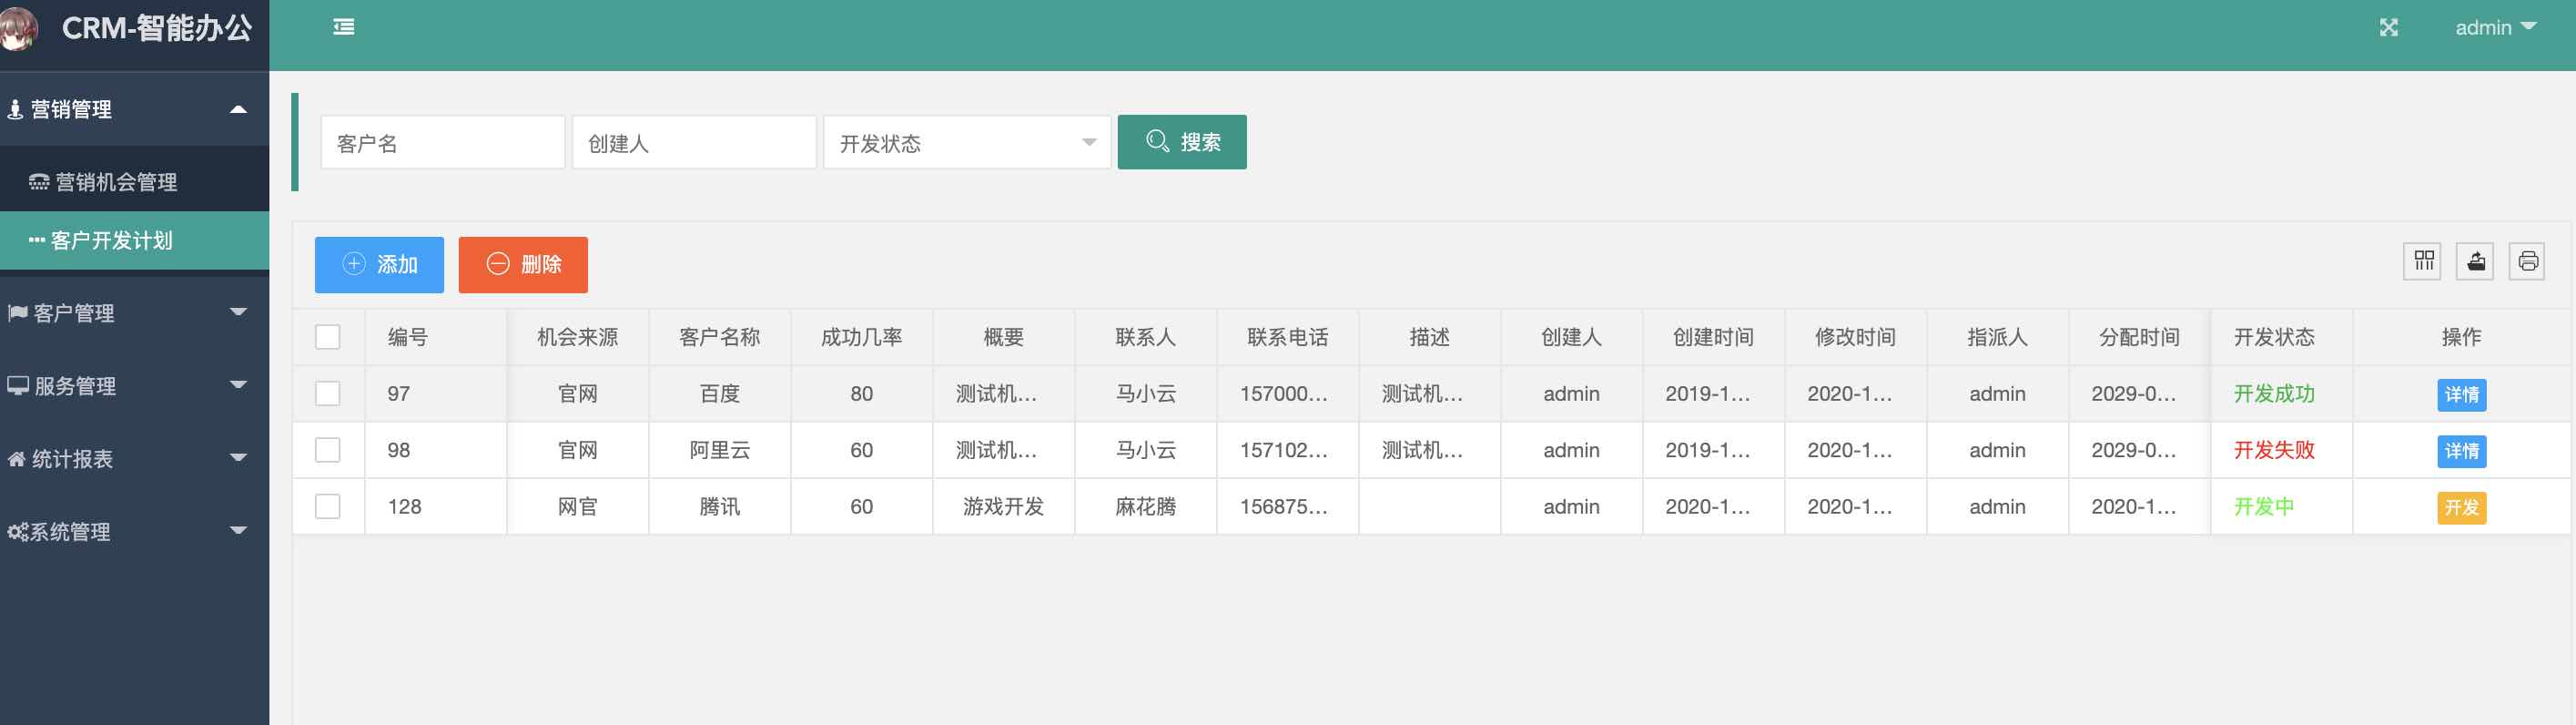 CRM-智能办公
admin
营销管理
营销机会管理
客户开发计划
客户管理
服务管理
统计报表
系统管理
客户名 创建人 开发状态 搜索
添加 删除
编号 机会来源 客户名称 成功几率 概要 联系人 联系电话 描述 创建人 创建时间 修改时间 指派人 分配时间 开发状态 操作
97 官网 百度 80 测试机... 马小云 157000... 测试机... admin 2019-1... 2020-1... admin 2029-0... 开发成功 详情
98 官网 阿里云 60 测试机... 马小云 157102... 测试机... admin 2019-1... 2020-1... admin 2029-0... 开发失败 详情
128 网官 腾讯 60 游戏开发 麻花腾 156875... admin 2020-1... 2020-1... admin 2020-1... 开发中 开发